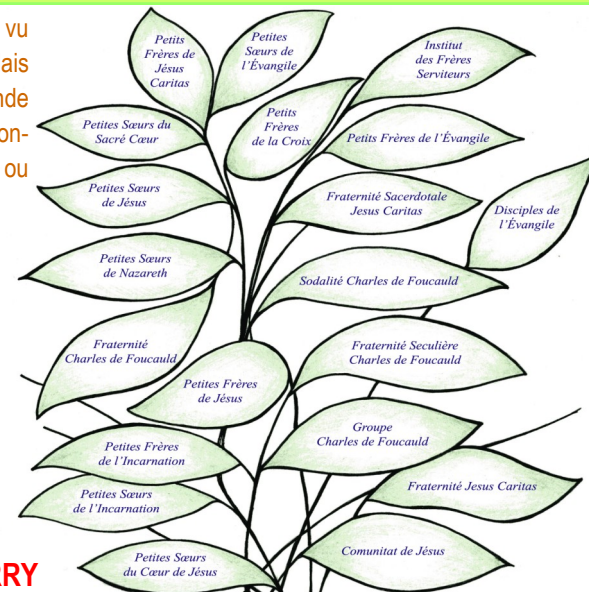 vu
ais
nde
on-
ou
Petits
Frères de
Jésus
Caritas
Petits
Sœurs de
l'Évangile
Institut
des Frères
Serviteurs
Petites Sœurs du
Sacré Cœur
Petits
Frères
de la Croix
Petits Frères de l'Évangile
Petites Sœurs
de Jésus
Fraternité Sacerdotale
Jesus Caritas
Disciples de
l'Évangile
Petites Sœurs
de Nazareth
Sodalité Charles de Foucauld
Fraternité
Charles de Foucauld
Fraternité Seculière
Charles de Foucauld
Petites Frères
de Jésus
Groupe
Charles de Foucauld
Petites Frères
de l'Incarnation
Fraternité Jesus Caritas
Petites Sœurs
de l'Incarnation
Petites Sœurs
du Cœur de Jésus
Comunitat de Jésus
RRY